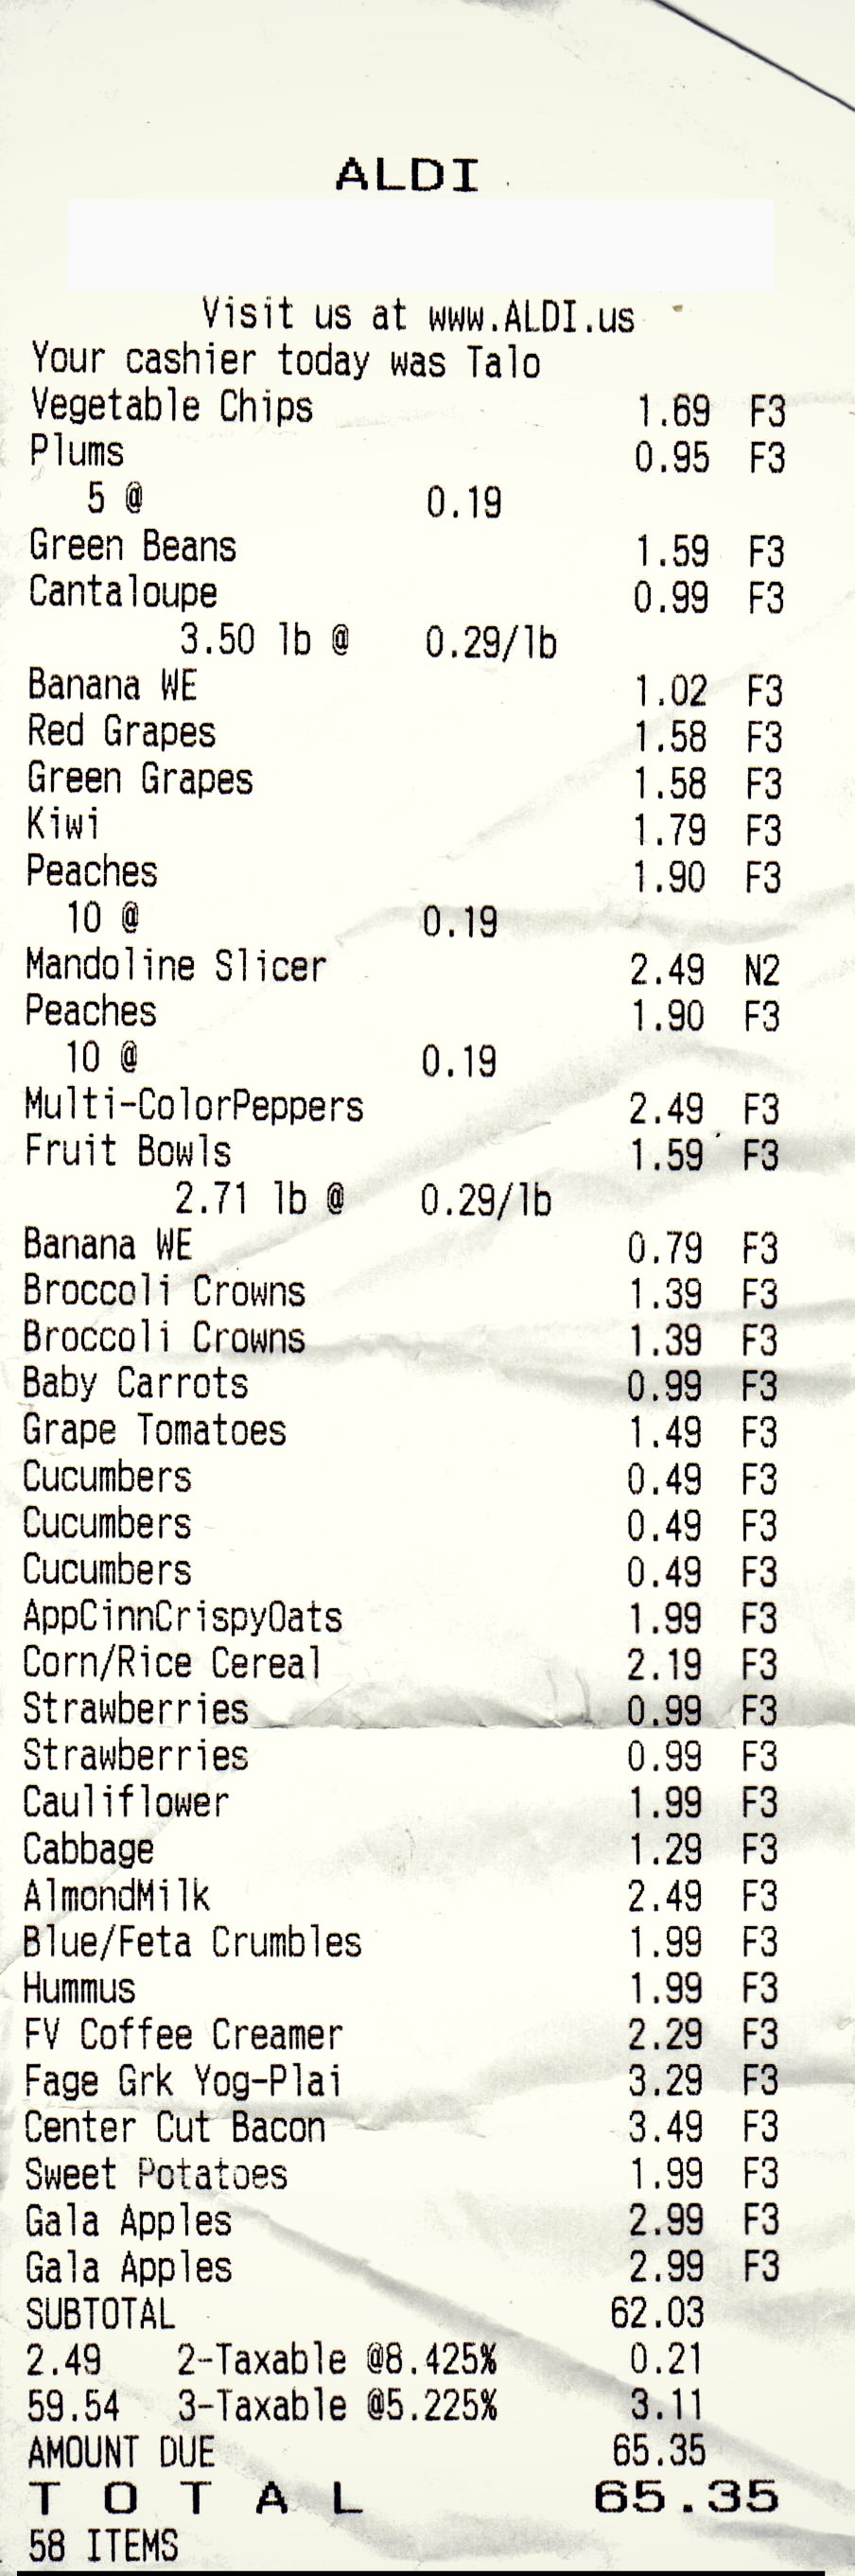 ALDI
Visit us at www.ALDI.us
Your cashier today was Talo
Vegetable Chips 1.69 F3
Plums 0.95 F3
5 @ 0.19
Green Beans 1.59 F3
Cantaloupe 0.99 F3
3.50 lb @ 0.29/lb
Banana WE 1.02 F3
Red Grapes 1.58 F3
Green Grapes 1.58 F3
Kiwi 1.79 F3
Peaches 1.90 F3
10 @ 0.19
Mandoline Slicer 2.49 N2
Peaches 1.90 F3
10 @ 0.19
Multi-ColorPeppers 2.49 F3
Fruit Bowls 1.59 F3
2.71 lb @ 0.29/lb
Banana WE 0.79 F3
Broccoli Crowns 1.39 F3
Broccoli Crowns 1.39 F3
Baby Carrots 0.99 F3
Grape Tomatoes 1.49 F3
Cucumbers 0.49 F3
Cucumbers 0.49 F3
Cucumbers 0.49 F3
AppCinnCrispyOats 1.99 F3
Corn/Rice Cereal 2.19 F3
Strawberries 0.99 F3
Strawberries 0.99 F3
Cauliflower 1.99 F3
Cabbage 1.29 F3
AlmondMilk 2.49 F3
Blue/Feta Crumbles 1.99 F3
Hummus 1.99 F3
FV Coffee Creamer 2.29 F3
Fage Grk Yog-Plai 3.29 F3
Center Cut Bacon 3.49 F3
Sweet Potatoes 1.99 F3
Gala Apples 2.99 F3
Gala Apples 2.99 F3
SUBTOTAL 62.03
2.49 2-Taxable @8.425% 0.21
59.54 3-Taxable @5.225% 3.11
AMOUNT DUE 65.35
T O T A L 65.35
58 ITEMS